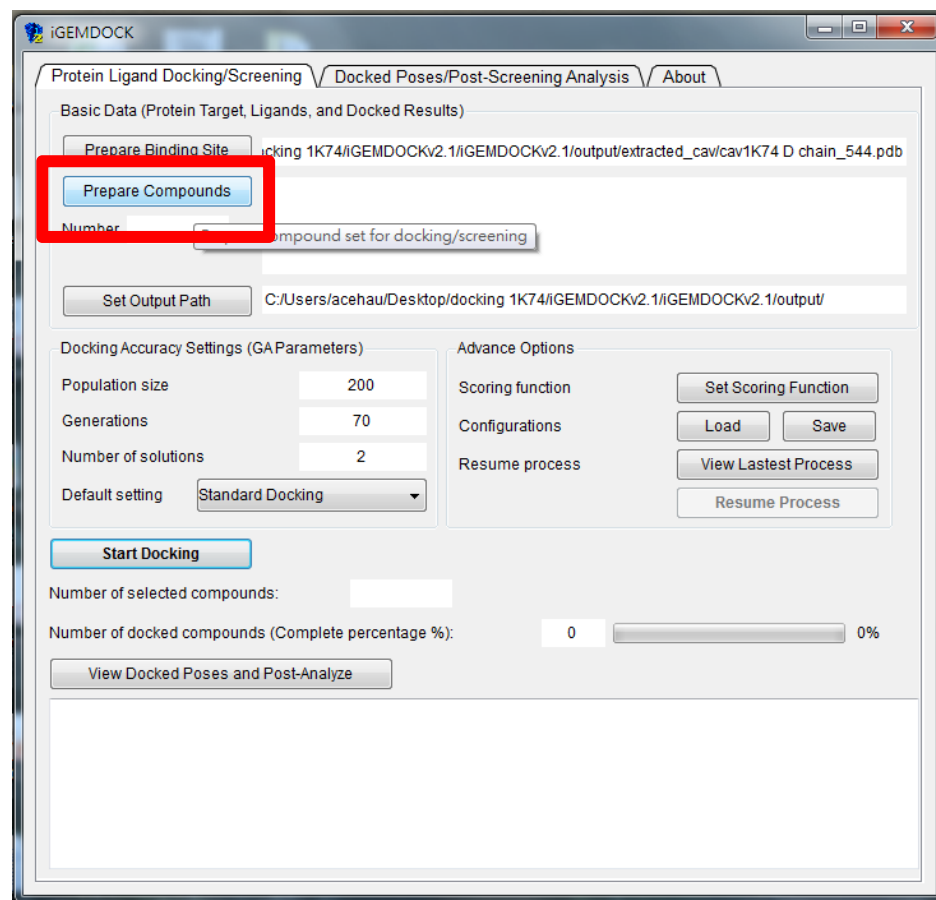 iGEMDOCK
Protein Ligand Docking/Screening Docked Poses/Post-Screening Analysis About
Basic Data (Protein Target, Ligands, and Docked Results)
Prepare Binding Site cking 1K74/iGEMDOCKv2.1/iGEMDOCKv2.1/output/extracted_cav/cav1K74 D chain_544.pdb
Prepare Compounds
Number
compound set for docking/screening
Set Output Path C:/Users/acehau/Desktop/docking 1K74/iGEMDOCKv2.1/iGEMDOCKv2.1/output/
Docking Accuracy Settings (GA Parameters) Advance Options
Population size 200 Scoring function Set Scoring Function
Generations 70 Configurations Load Save
Number of solutions 2 Resume process View Lastest Process
Default setting Standard Docking Resume Process
Start Docking
Number of selected compounds:
Number of docked compounds (Complete percentage %): 0 0%
View Docked Poses and Post-Analyze